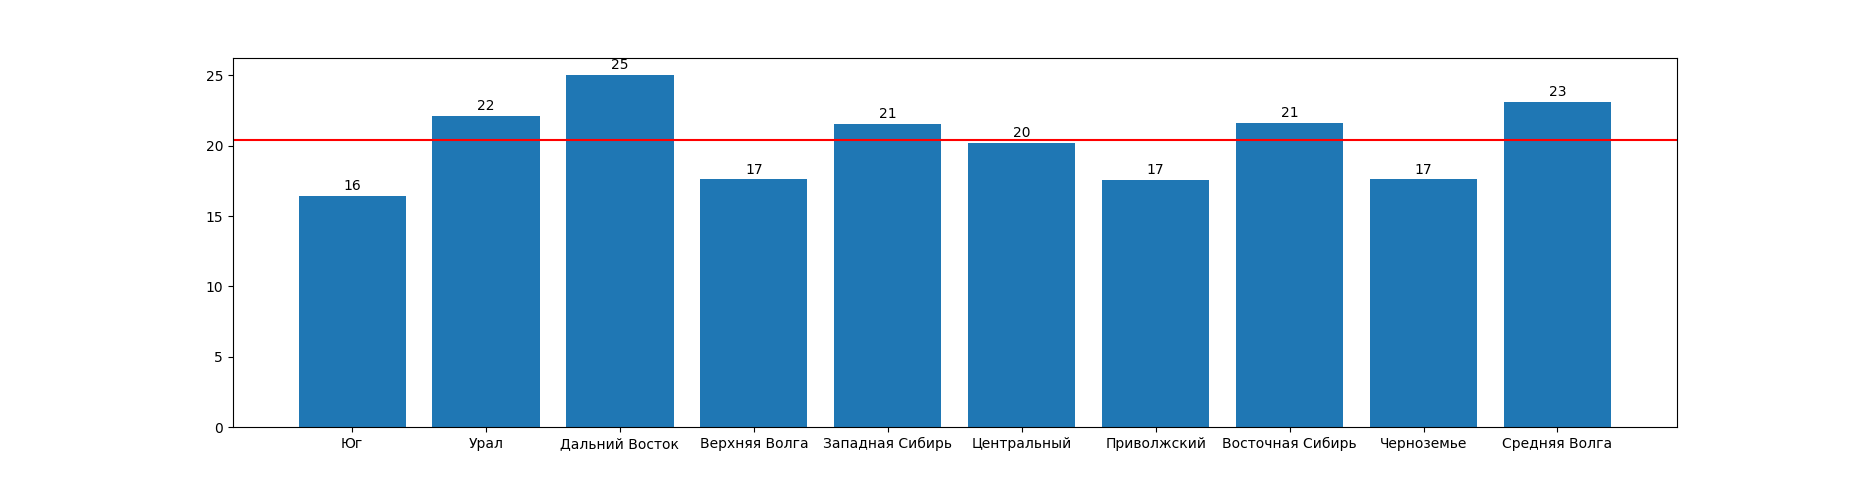 25
20
15
10
5
0
16
22
25
17
21
20
17
21
17
23
Юг
Урал
Дальний Восток
Верхняя Волга
Западная Сибирь
Центральный
Приволжский
Восточная Сибирь
Черноземье
Средняя Волга